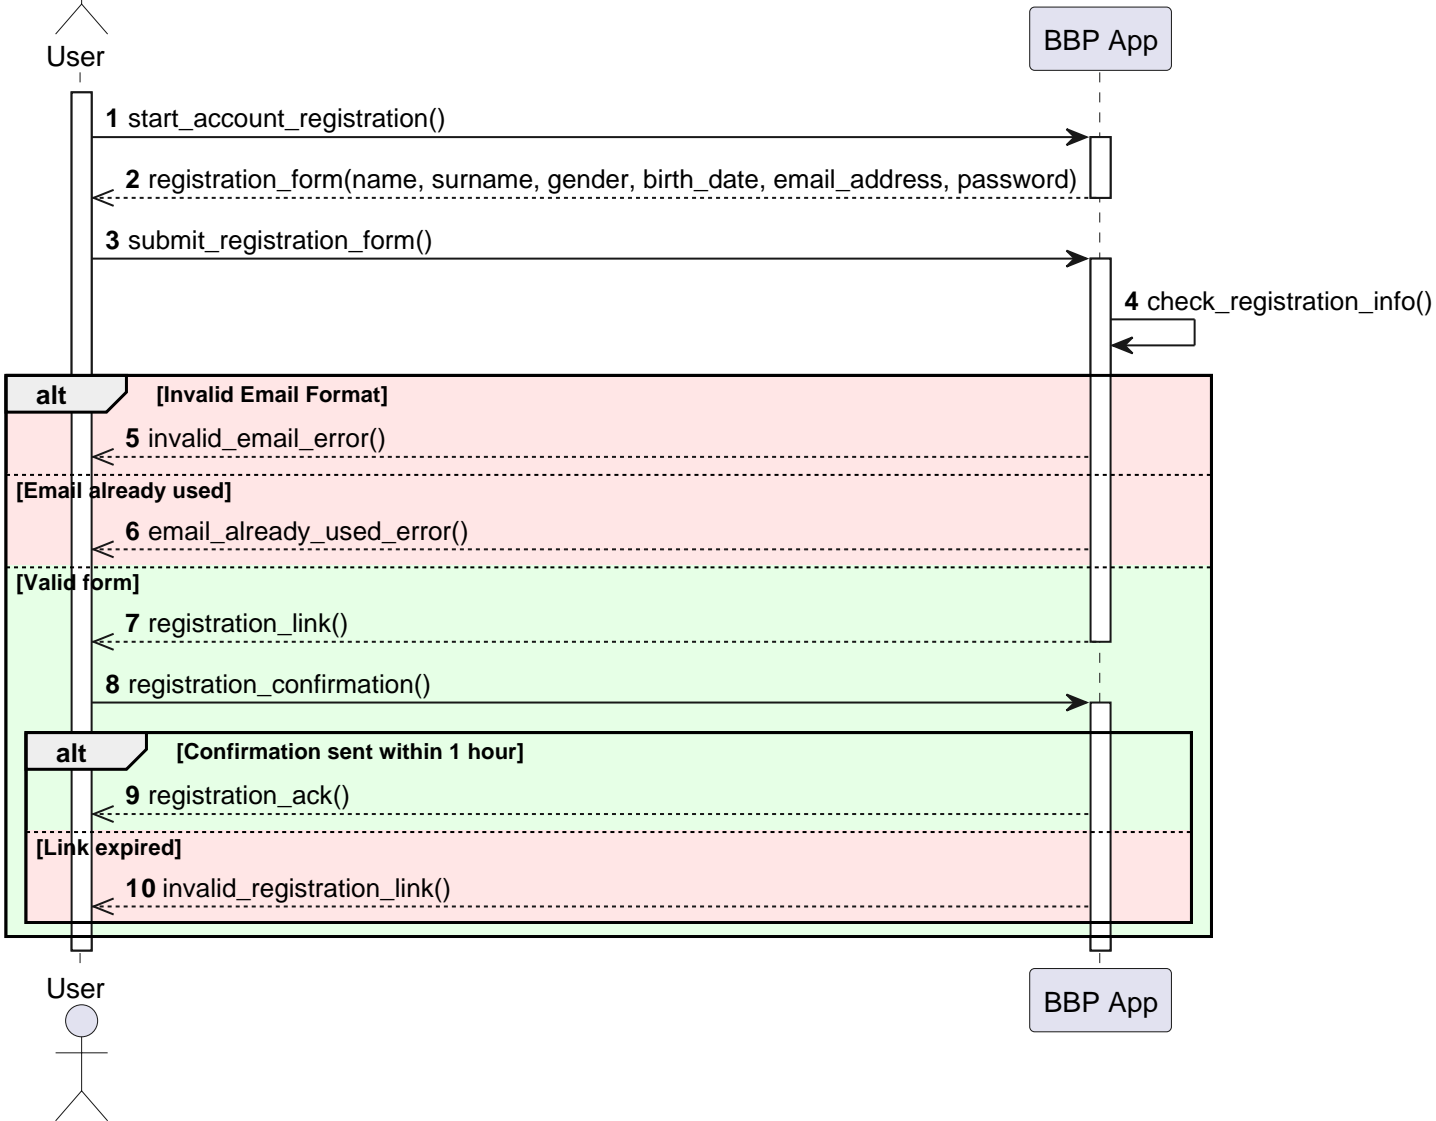 User
BBP App
1 start_account_registration()
2 registration_form(name, surname, gender, birth_date, email_address, password)
3 submit_registration_form()
4 check_registration_info()
alt [Invalid Email Format]
5 invalid_email_error()
[Email already used]
6 email_already_used_error()
[Valid form]
7 registration_link()
8 registration_confirmation()
alt [Confirmation sent within 1 hour]
9 registration_ack()
[Link expired]
10 invalid_registration_link()
User
BBP App